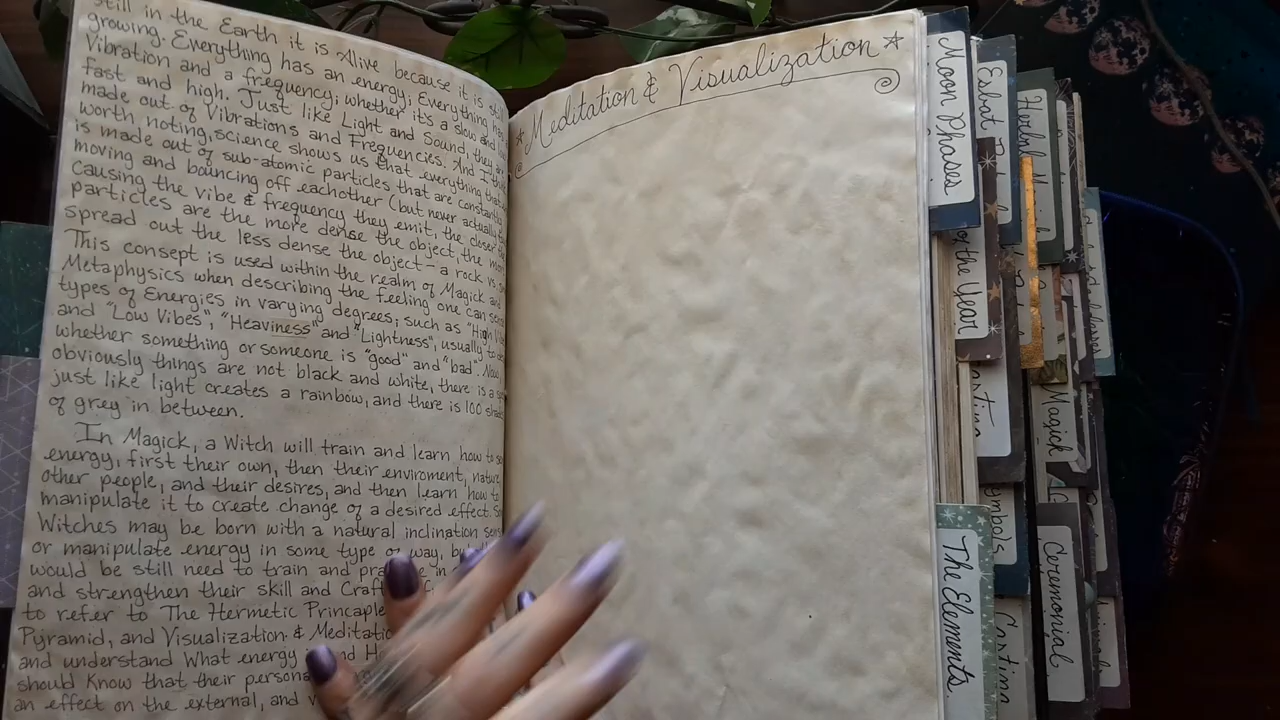 still in the Earth it is Alive because it is still
growing. Everything has an energy; Everything has
Vibration and a frequency; whether it's a slow and low
fast and high. Just like Light and Sound, they are
made out of Vibrations and Frequencies. And I think
worth noting, science shows us that everything that
is made out of sub-atomic particles that are constantly
moving and bouncing off eachother (but never actually
Causing the vibe & frequency they emit, the closer the
particles are the more dense the object, the more
spread out the less dense the object - a rock vs.
This consept is used within the realm of Magick and
Metaphysics when describing the feeling one can sense
types of Energies in varying degrees; such as "High
and "Low Vibes", "Heaviness" and "Lightness", usually to
whether something or someone is "good" and "bad". Now
obviously things are not black and white, there is a
just like light creates a rainbow, and there is 100 shades
of grey in between.
In Magick, a Witch will train and learn how to
energy, first their own, then their enviroment, nature
other people, and their desires, and then learn how to
manipulate it to create change of a desired effect.
Witches may be born with a natural inclination
or manipulate energy in some type or way,
would be still need to train and
and strengthen their skill and Craft
to refer to The Hermetic Princaple
Pyramid, and Visualization & Meditation
and understand What energy
should Know that their personal
an effect on the external, and
Meditation & Visualization
Moon Phases
Esbat
Herbal
of the Year
Magick
The Elements
Ceremonial
Casting